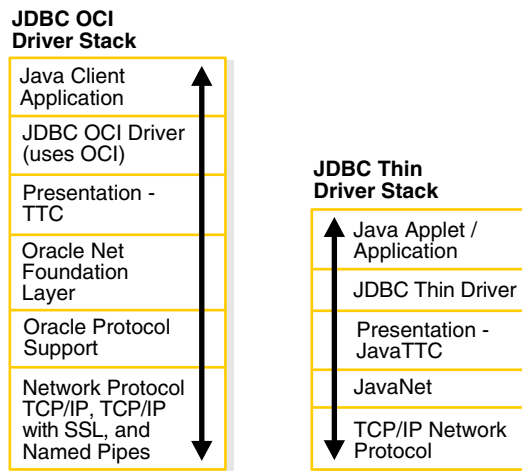 JDBC OCI
Driver Stack
Java Client
Application
JDBC OCI Driver
(uses OCI)
Presentation -
TTC
Oracle Net
Foundation
Layer
Oracle Protocol
Support
Network Protocol
TCP/IP, TCP/IP
with SSL, and
Named Pipes
JDBC Thin
Driver Stack
Java Applet /
Application
JDBC Thin Driver
Presentation -
JavaTTC
JavaNet
TCP/IP Network
Protocol